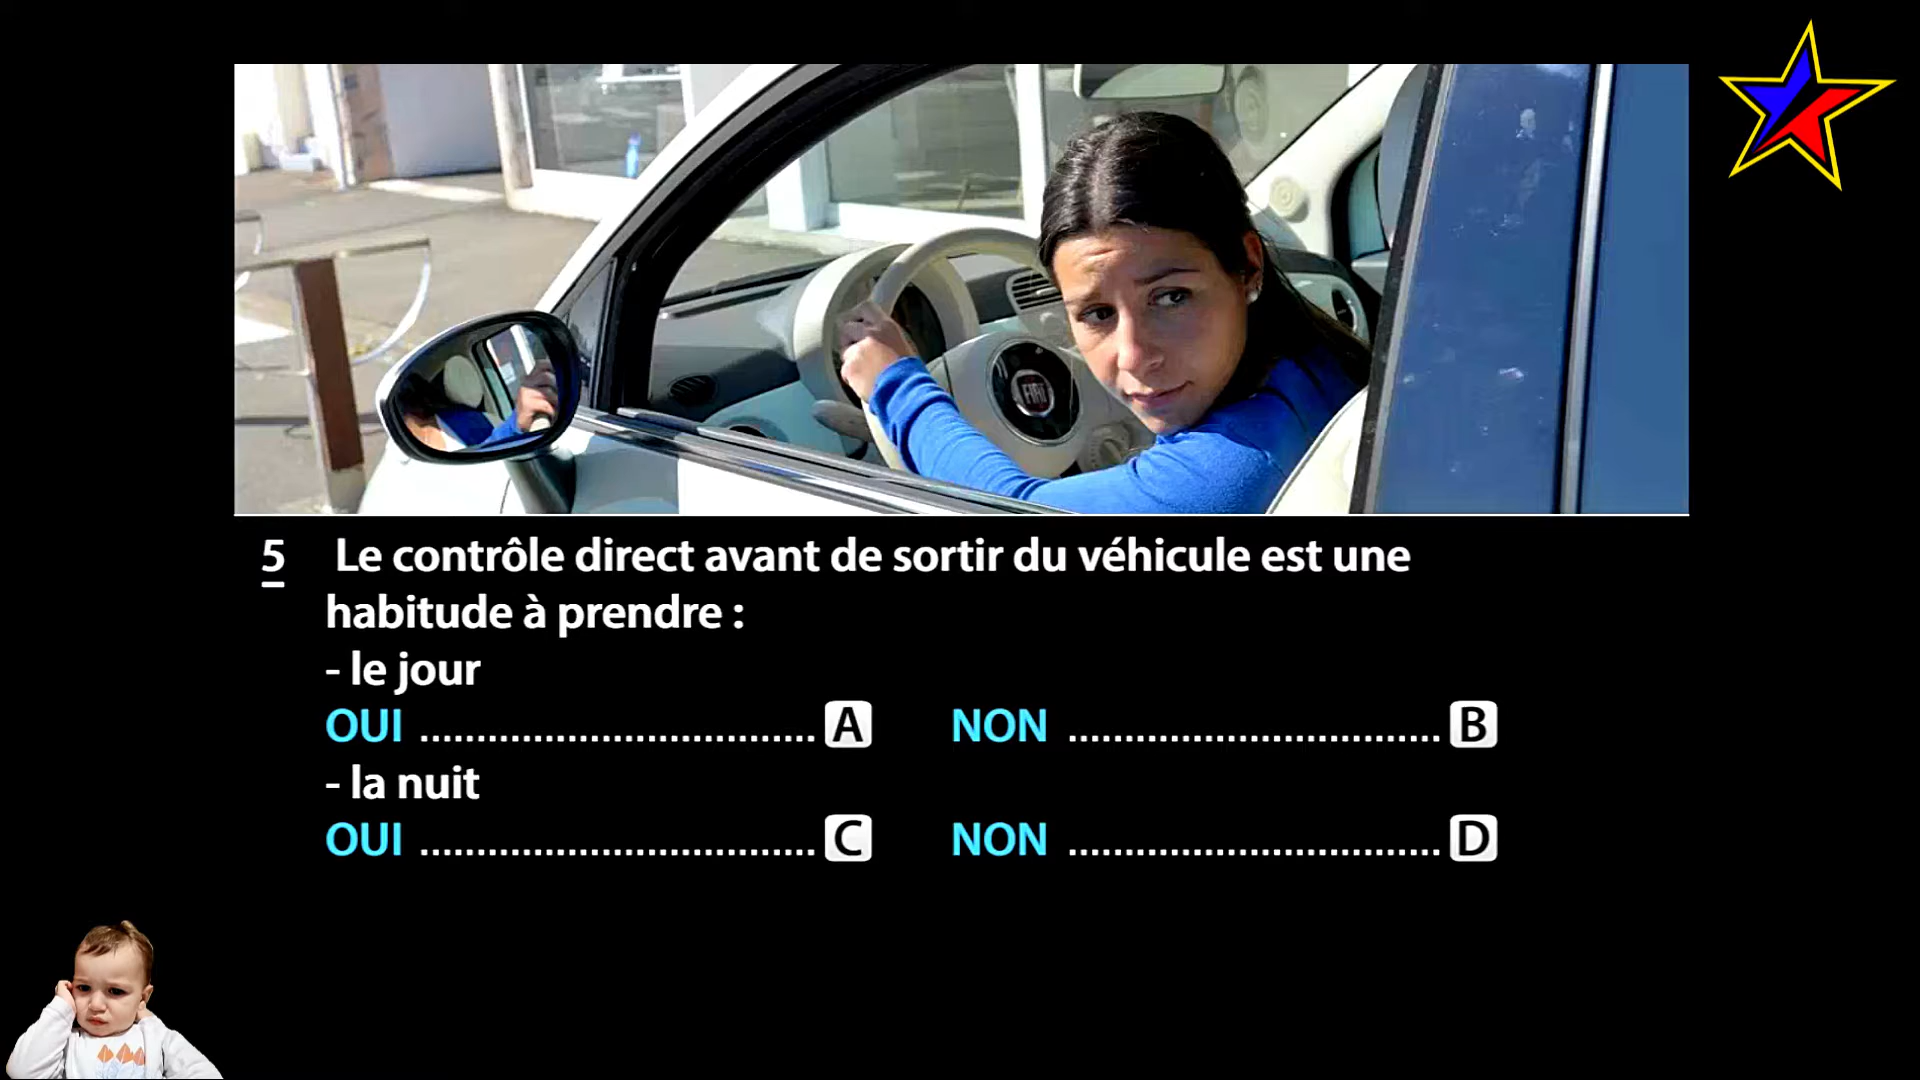 FIAT
5 Le contrôle direct avant de sortir du véhicule est une
habitude à prendre :
- le jour
OUI ................................... A NON ................................. B
- la nuit
OUI ................................... C NON ................................. D